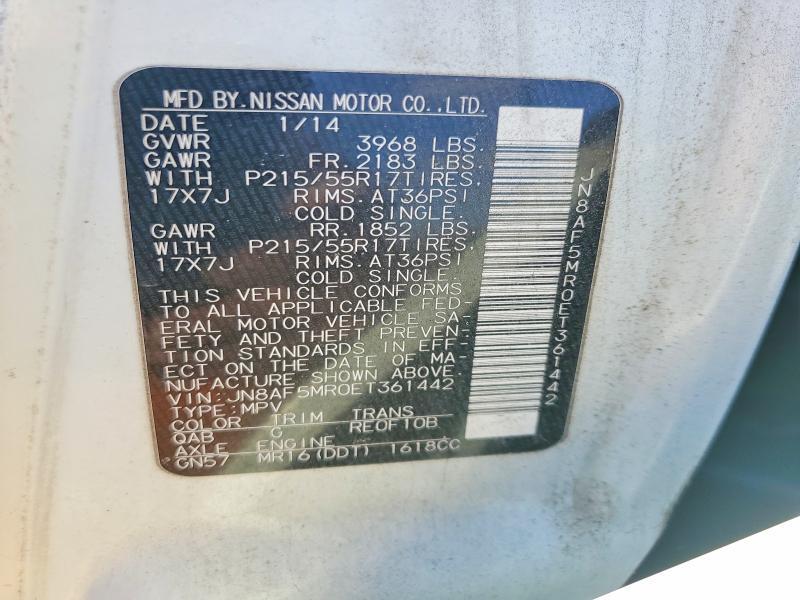 MFD BY.NISSAN MOTOR CO.,LTD.
DATE 1/14
GVWR 3968 LBS.
GAWR FR.2183 LBS.
WITH P215/55R17TIRES.
17X7J RIMS.AT36PSI
COLD SINGLE.
GAWR RR.1852 LBS.
WITH P215/55R17TIRES.
17X7J RIMS.AT36PSI
COLD SINGLE.
THIS VEHICLE CONFORMS
TO ALL APPLICABLE FED-
ERAL MOTOR VEHICLE SA-
FETY AND THEFT PREVEN-
TION STANDARDS IN EFF-
ECT ON THE DATE OF MA-
NUFACTURE SHOWN ABOVE.
VIN:JN8AF5MR0ET361442
TYPE:MPV
COLOR TRIM TRANS
QAB G RE0F10B
AXLE ENGINE
GN57 MR16(DDT) 1618CC
JN8AF5MR0ET361442